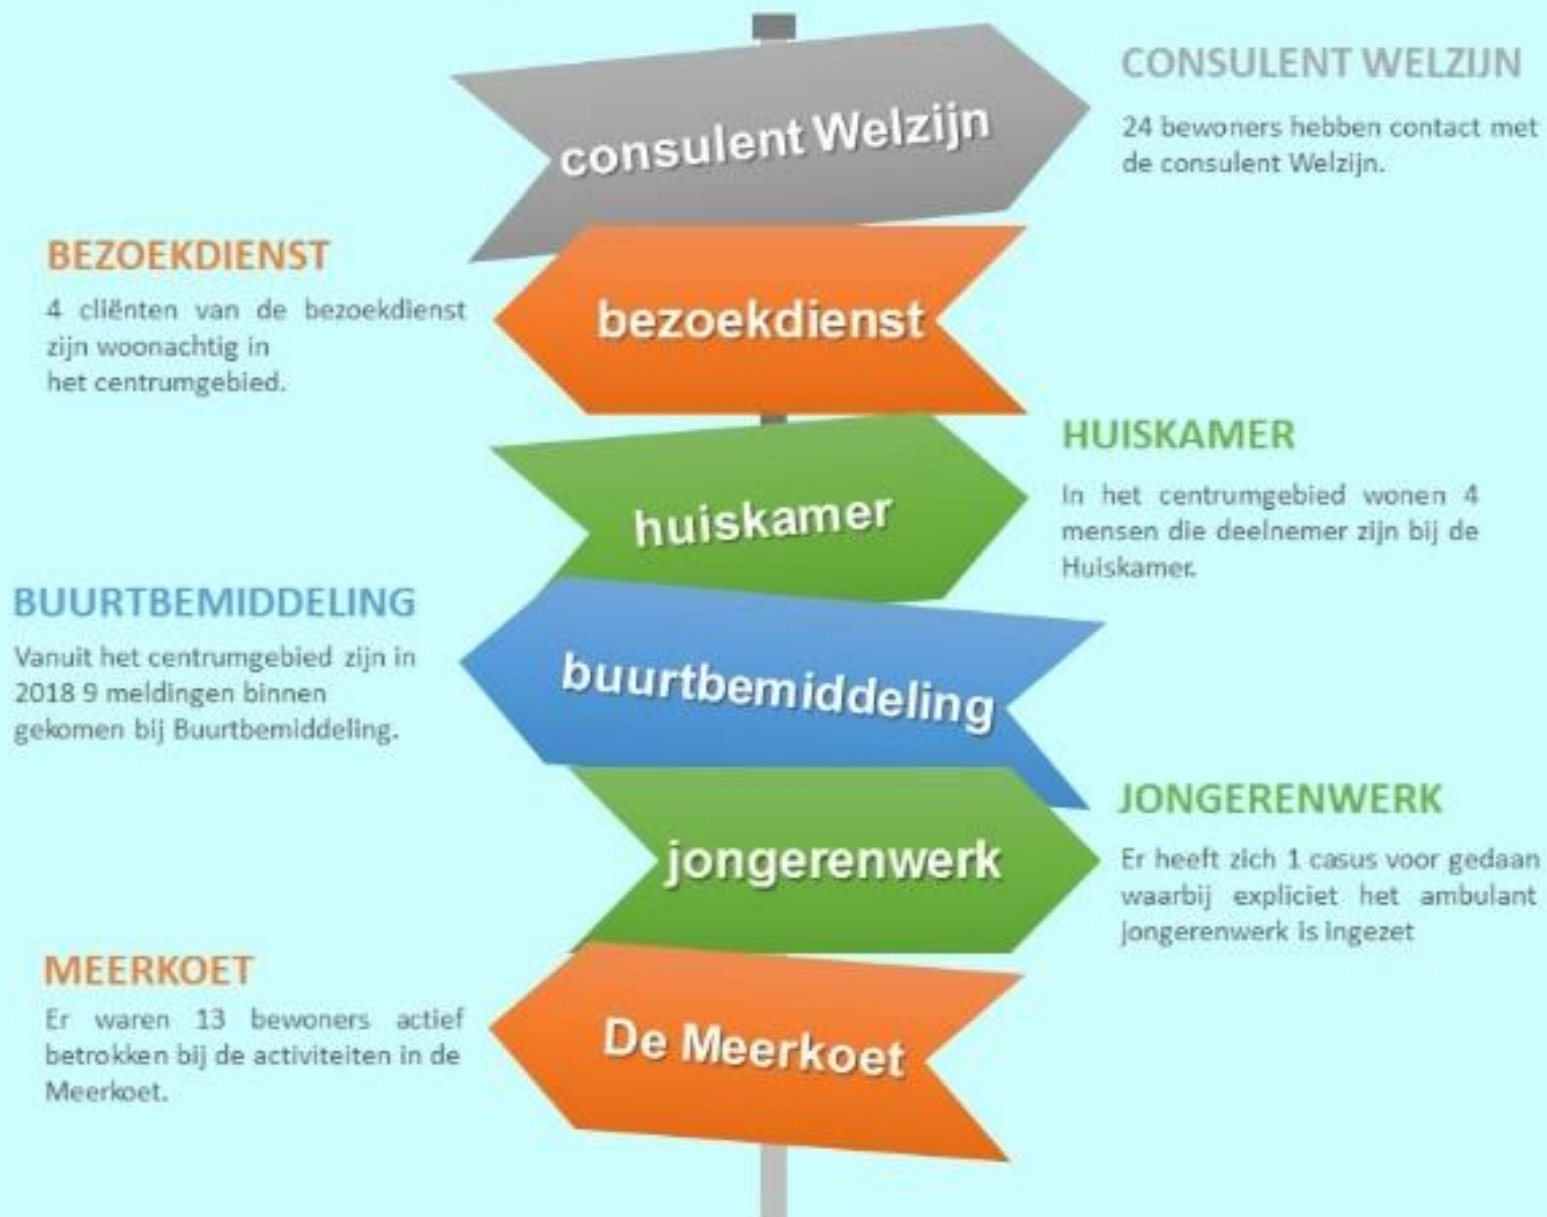 CONSULENT WELZIJN
24 bewoners hebben contact met
de consulent Welzijn.
consulent Welzijn
BEZOEKDIENST
4 cliënten van de bezoekdienst
zijn woonachtig in
het centrumgebied.
bezoekdienst
HUISKAMER
In het centrumgebied wonen 4
mensen die deelnemer zijn bij de
Huiskamer.
huiskamer
BUURTBEMIDDELING
Vanuit het centrumgebied zijn in
2018 9 meldingen binnen
gekomen bij Buurtbemiddeling.
buurtbemiddeling
JONGERENWERK
Er heeft zich 1 casus voor gedaan
waarbij expliciet het ambulant
jongerenwerk is ingezet
jongerenwerk
MEERKOET
Er waren 13 bewoners actief
betrokken bij de activiteiten in de
Meerkoet.
De Meerkoet